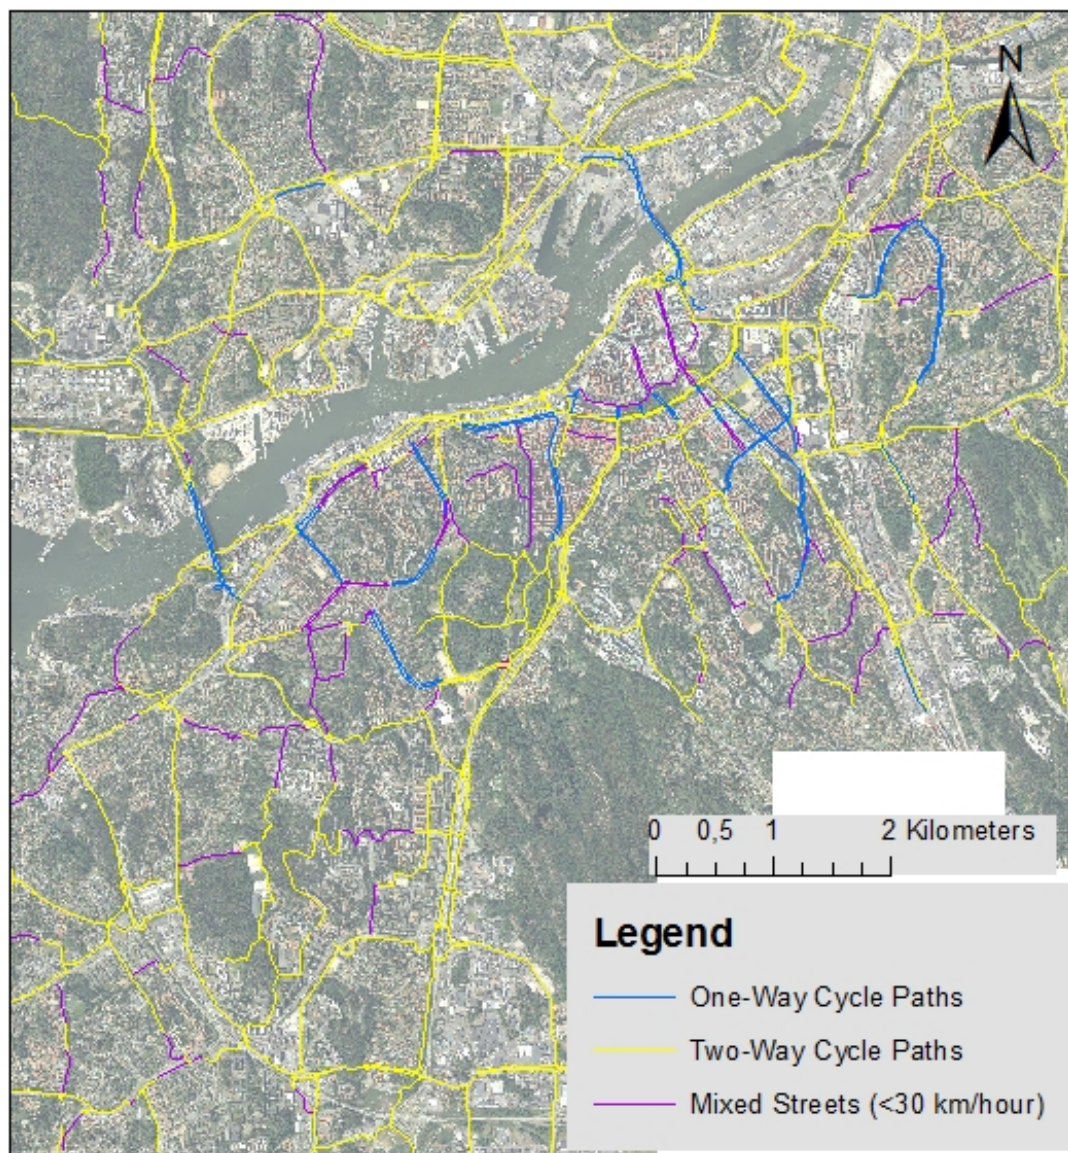 N
0 0,5 1 2 Kilometers
Legend
One-Way Cycle Paths
Two-Way Cycle Paths
Mixed Streets (<30 km/hour)